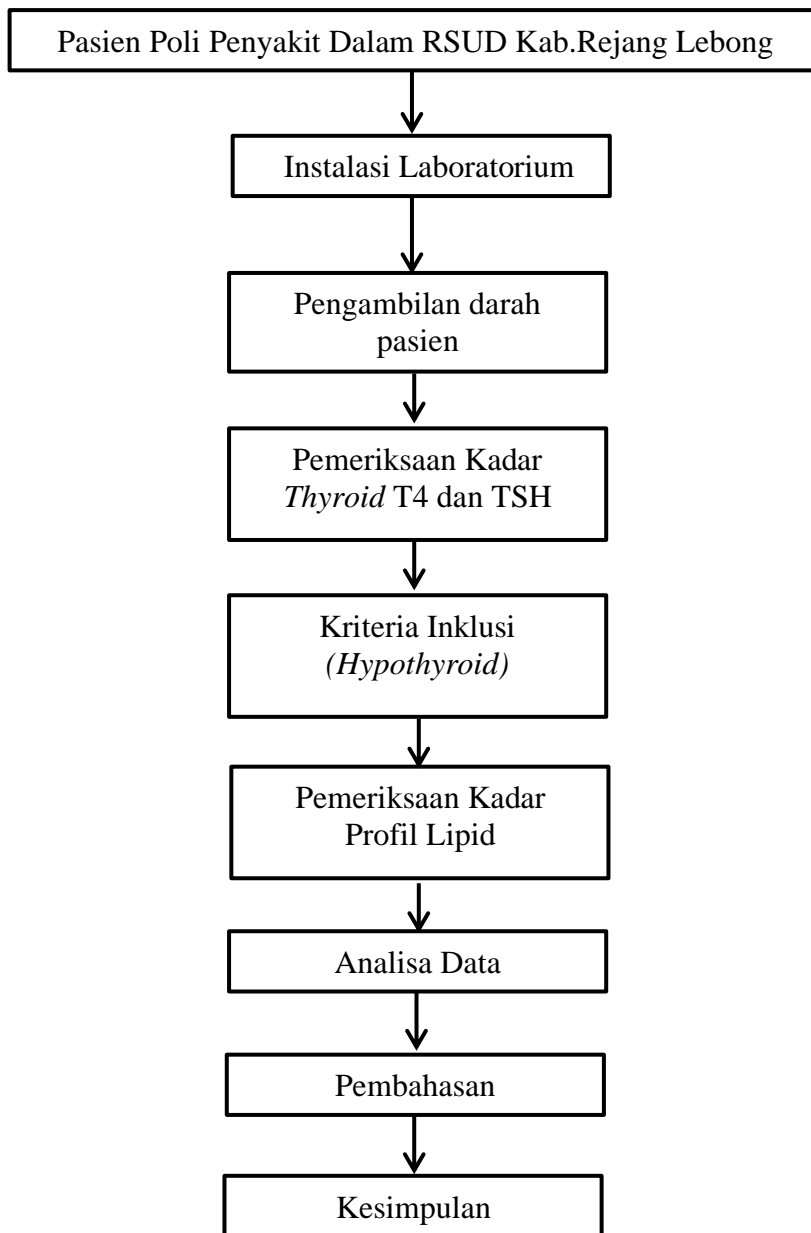 Pasien Poli Penyakit Dalam RSUD Kab.Rejang Lebong
Instalasi Laboratorium
Pengambilan darah
pasien
Pemeriksaan Kadar
Thyroid T4 dan TSH
Kriteria Inklusi
(Hypothyroid)
Pemeriksaan Kadar
Profil Lipid
Analisa Data
Pembahasan
Kesimpulan